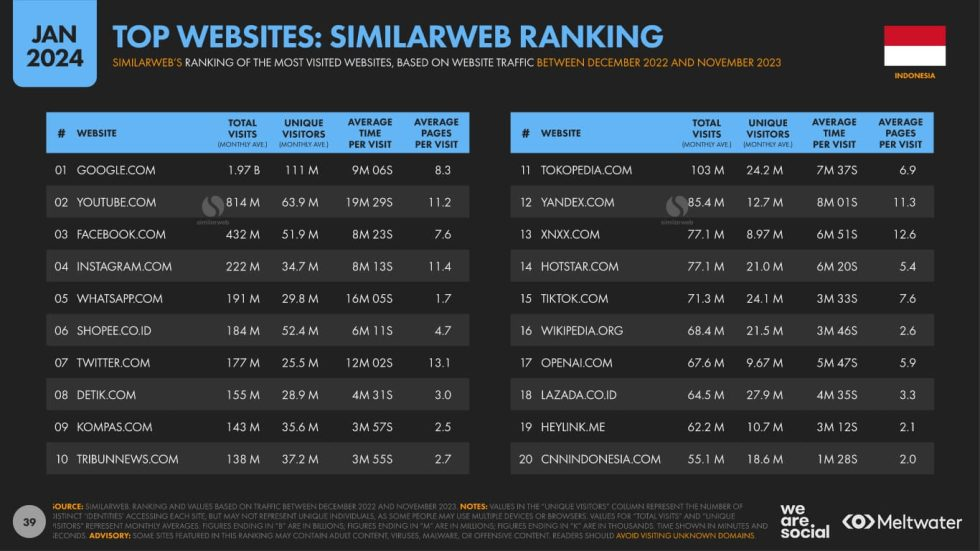 JAN
2024
TOP WEBSITES: SIMILARWEB RANKING
SIMILARWEB'S RANKING OF THE MOST VISITED WEBSITES, BASED ON WEBSITE TRAFFIC BETWEEN DECEMBER 2022 AND NOVEMBER 2023
INDONESIA
# WEBSITE TOTAL VISITS (MONTHLY AVE.) UNIQUE VISITORS (MONTHLY AVE.) AVERAGE TIME PER VISIT AVERAGE PAGES PER VISIT
01 GOOGLE.COM 1.97 B 111 M 9M 06S 8.3
02 YOUTUBE.COM 814 M 63.9 M 19M 29S 11.2
03 FACEBOOK.COM 432 M 51.9 M 8M 23S 7.6
04 INSTAGRAM.COM 222 M 34.7 M 8M 13S 11.4
05 WHATSAPP.COM 191 M 29.8 M 16M 05S 1.7
06 SHOPEE.CO.ID 184 M 52.4 M 6M 11S 4.7
07 TWITTER.COM 177 M 25.5 M 12M 02S 13.1
08 DETIK.COM 155 M 28.9 M 4M 31S 3.0
09 KOMPAS.COM 143 M 35.6 M 3M 57S 2.5
10 TRIBUNNEWS.COM 138 M 37.2 M 3M 55S 2.7
similarweb
# WEBSITE TOTAL VISITS (MONTHLY AVE.) UNIQUE VISITORS (MONTHLY AVE.) AVERAGE TIME PER VISIT AVERAGE PAGES PER VISIT
11 TOKOPEDIA.COM 103 M 24.2 M 7M 37S 6.9
12 YANDEX.COM 85.4 M 12.7 M 8M 01S 11.3
13 XNXX.COM 77.1 M 8.97 M 6M 51S 12.6
14 HOTSTAR.COM 77.1 M 21.0 M 6M 20S 5.4
15 TIKTOK.COM 71.3 M 24.1 M 3M 33S 7.6
16 WIKIPEDIA.ORG 68.4 M 21.5 M 3M 46S 2.6
17 OPENAI.COM 67.6 M 9.67 M 5M 47S 5.9
18 LAZADA.CO.ID 64.5 M 27.9 M 4M 35S 3.3
19 HEYLINK.ME 62.2 M 10.7 M 3M 12S 2.1
20 CNNINDONESIA.COM 55.1 M 18.6 M 1M 28S 2.0
similarweb
39
SOURCE: SIMILARWEB. RANKING AND VALUES BASED ON TRAFFIC BETWEEN DECEMBER 2022 AND NOVEMBER 2023. NOTES: VALUES IN THE "UNIQUE VISITORS" COLUMN REPRESENT THE NUMBER OF
DISTINCT 'IDENTITIES' ACCESSING EACH SITE, BUT MAY NOT REPRESENT UNIQUE INDIVIDUALS, AS SOME PEOPLE MAY USE MULTIPLE DEVICES OR BROWSERS. VALUES FOR "TOTAL VISITS" AND "UNIQUE
VISITORS" REPRESENT MONTHLY AVERAGES. FIGURES ENDING IN "B" ARE IN BILLIONS; FIGURES ENDING IN "M" ARE IN MILLIONS; FIGURES ENDING IN "K" ARE IN THOUSANDS. TIME SHOWN IN MINUTES AND
SECONDS. ADVISORY: SOME SITES FEATURED IN THIS RANKING MAY CONTAIN ADULT CONTENT, VIRUSES, MALWARE, OR OFFENSIVE CONTENT. READERS SHOULD AVOID VISITING UNKNOWN DOMAINS.
we
are
social
Meltwater